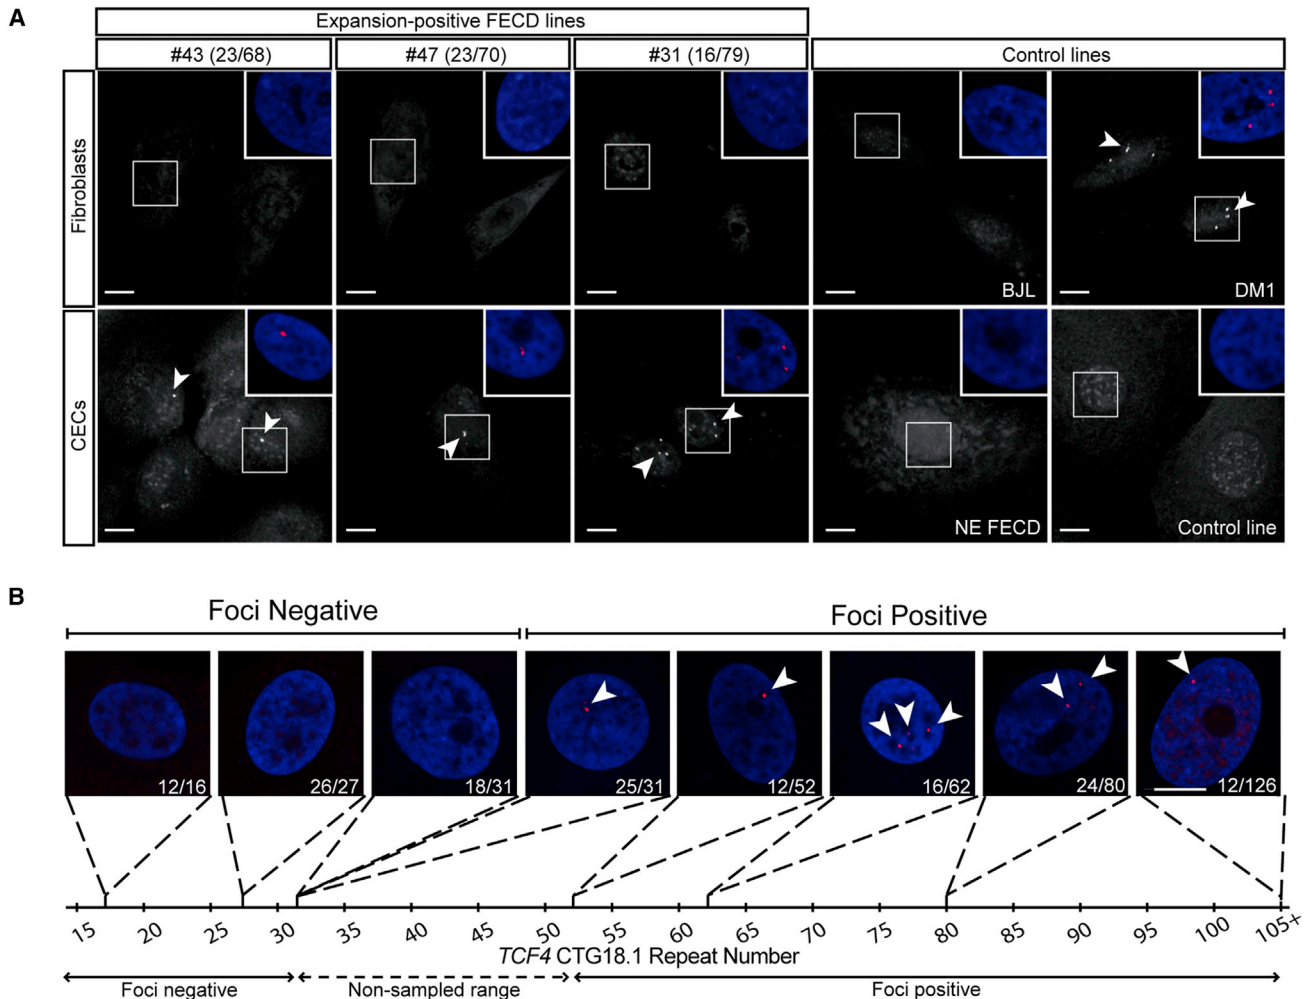 A
Expansion-positive FECD lines
#43 (23/68)
#47 (23/70)
#31 (16/79)
Control lines
Fibroblasts
BJL
DM1
CECs
NE FECD
Control line
B
Foci Negative
Foci Positive
12/16
26/27
18/31
25/31
12/52
16/62
24/80
12/126
15 20 25 30 35 40 45 50 55 60 65 70 75 80 85 90 95 100 105+
TCF4 CTG18.1 Repeat Number
Foci negative
Non-sampled range
Foci positive